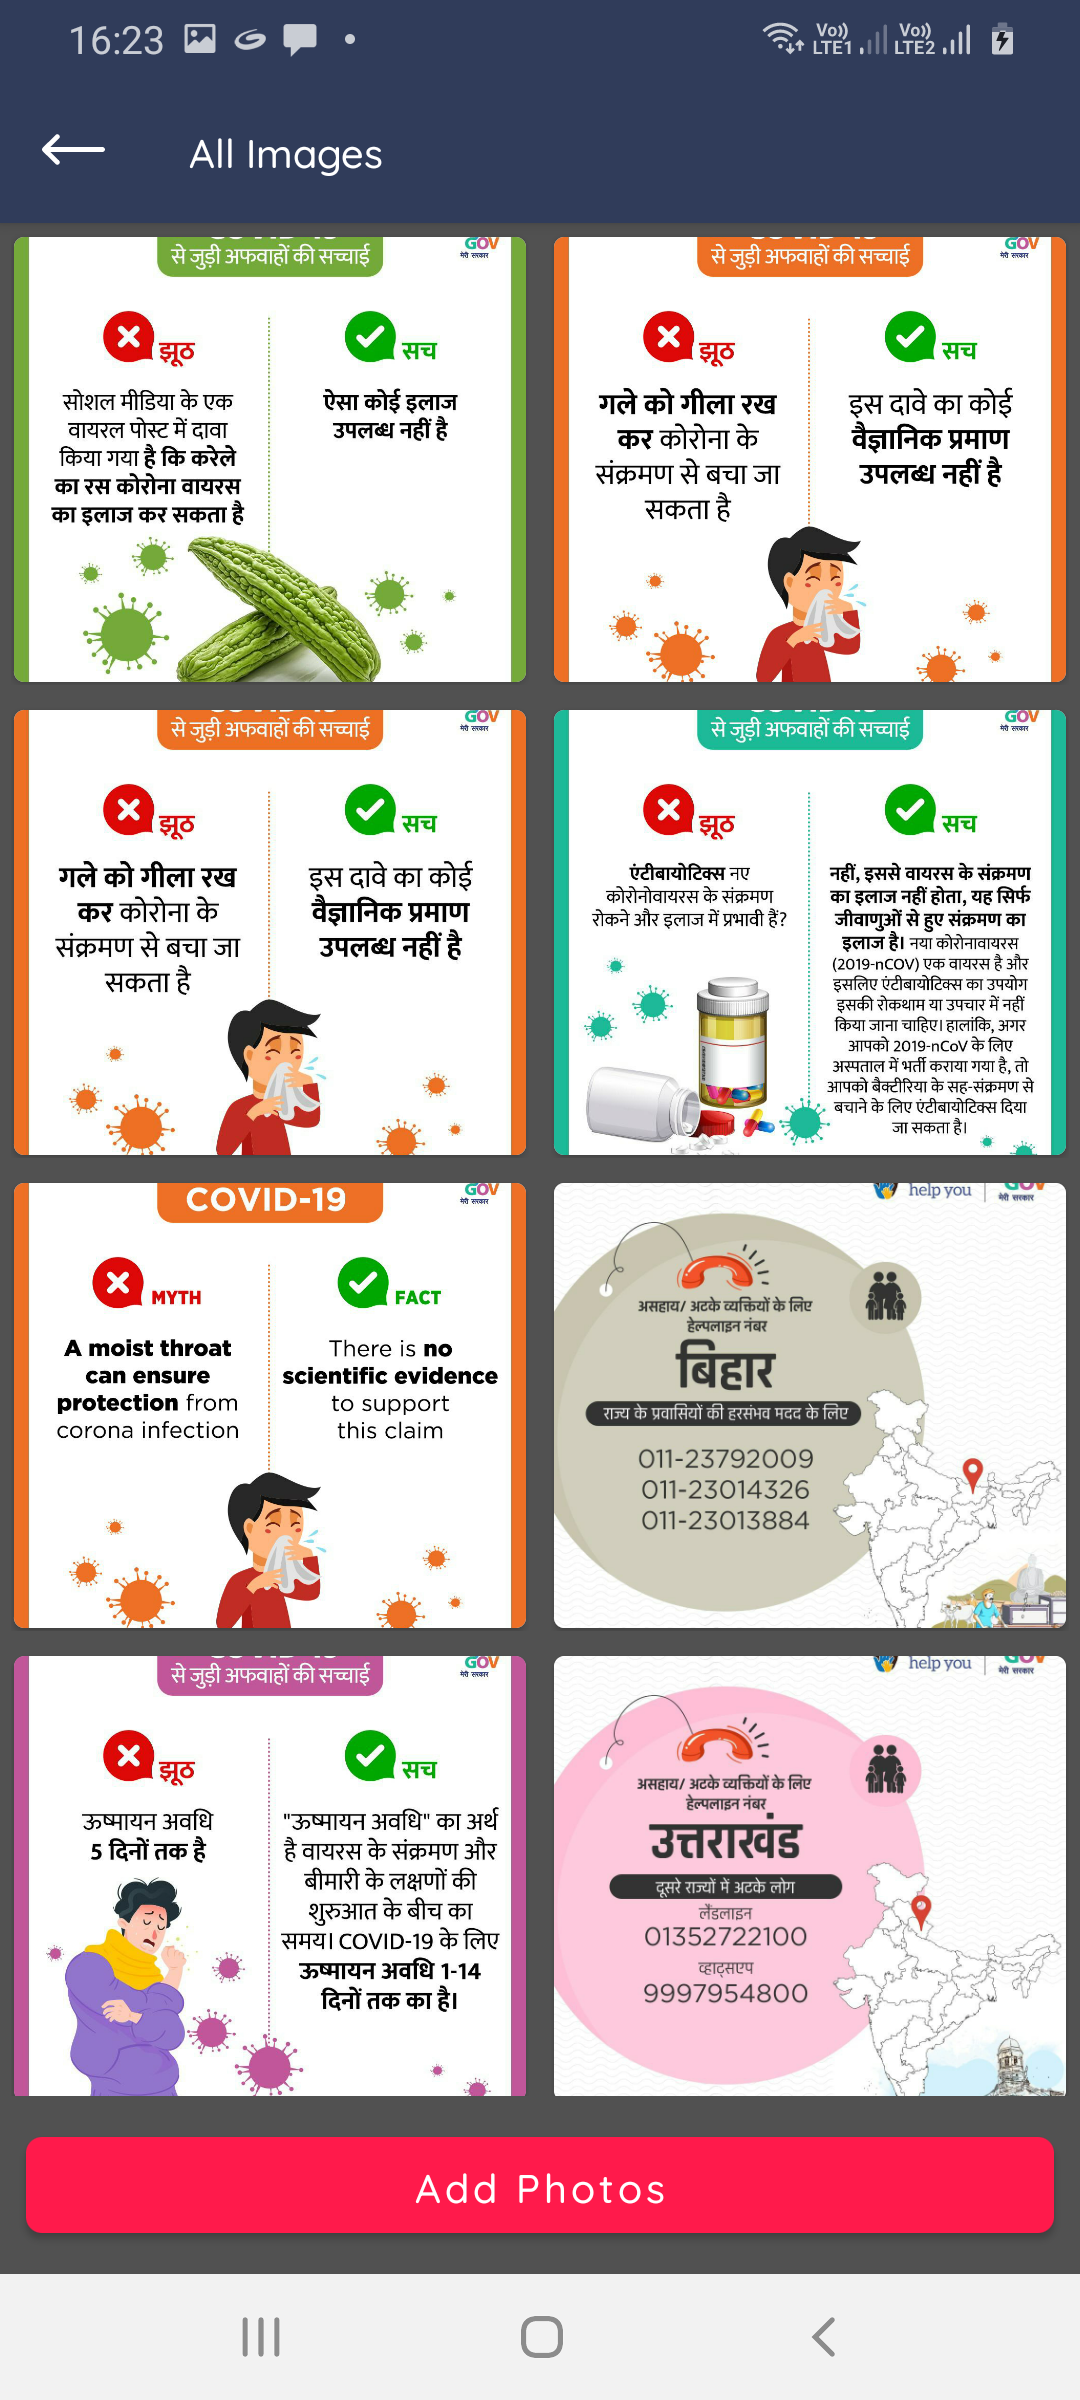 16:23
Vo)) LTE1
Vo)) LTE2
All Images
से जुड़ी अफवाहों की सच्चाई
GOV
मेरी सरकार
झूठ
सच
सोशल मीडिया के एक
वायरल पोस्ट में दावा
किया गया है कि करेले
का रस कोरोना वायरस
का इलाज कर सकता है
ऐसा कोई इलाज
उपलब्ध नहीं है
से जुड़ी अफवाहों की सच्चाई
GOV
मेरी सरकार
झूठ
सच
गले को गीला रख
कर कोरोना के
संक्रमण से बचा जा
सकता है
इस दावे का कोई
वैज्ञानिक प्रमाण
उपलब्ध नहीं है
से जुड़ी अफवाहों की सच्चाई
GOV
मेरी सरकार
झूठ
सच
गले को गीला रख
कर कोरोना के
संक्रमण से बचा जा
सकता है
इस दावे का कोई
वैज्ञानिक प्रमाण
उपलब्ध नहीं है
से जुड़ी अफवाहों की सच्चाई
GOV
मेरी सरकार
झूठ
सच
एंटीबायोटिक्स नए
कोरोनोवायरस के संक्रमण
रोकने और इलाज में प्रभावी हैं?
नहीं, इससे वायरस के संक्रमण
का इलाज नहीं होता, यह सिर्फ
जीवाणुओं से हुए संक्रमण का
इलाज है। नया कोरोनावायरस
(2019-nCOV) एक वायरस है और
इसलिए एंटीबायोटिक्स का उपयोग
इसकी रोकथाम या उपचार में नहीं
किया जाना चाहिए। हालांकि, अगर
आपको 2019-nCoV के लिए
अस्पताल में भर्ती कराया गया है, तो
आपको बैक्टीरिया के सह-संक्रमण से
बचाने के लिए एंटीबायोटिक्स दिया
जा सकता है।
COVID-19
GOV
मेरी सरकार
MYTH
FACT
A moist throat
can ensure
protection from
corona infection
There is no
scientific evidence
to support
this claim
help you
GOV
मेरी सरकार
असहाय/ अटके व्यक्तियों के लिए
हेल्पलाइन नंबर
बिहार
राज्य के प्रवासियों की हरसंभव मदद के लिए
011-23792009
011-23014326
011-23013884
से जुड़ी अफवाहों की सच्चाई
GOV
मेरी सरकार
झूठ
सच
ऊष्मायन अवधि
5 दिनों तक है
"ऊष्मायन अवधि" का अर्थ
है वायरस के संक्रमण और
बीमारी के लक्षणों की
शुरुआत के बीच का
समय। COVID-19 के लिए
ऊष्मायन अवधि 1-14
दिनों तक का है।
help you
GOV
मेरी सरकार
असहाय/ अटके व्यक्तियों के लिए
हेल्पलाइन नंबर
उत्तराखंड
दूसरे राज्यों में अटके लोग
लैंडलाइन
01352722100
व्हाट्सएप
9997954800
Add Photos